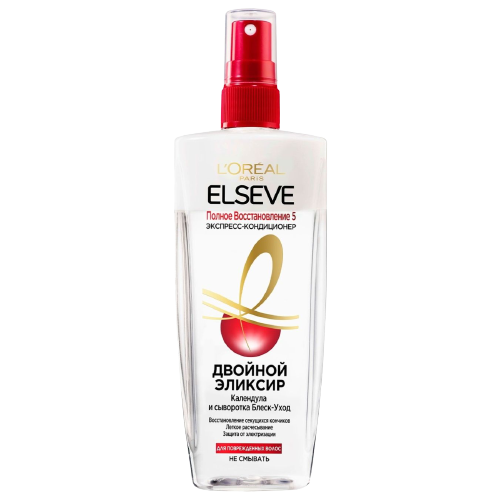 L'ORÉAL
PARIS
ELSEVE
Полное Восстановление 5
ЭКСПРЕСС-КОНДИЦИОНЕР
ДВОЙНОЙ
ЭЛИКСИР
Календула
и сыворотка Блеск-Уход
Восстановление секущихся кончиков
Легкое расчесывание
Защита от электризации
ДЛЯ ПОВРЕЖДЕННЫХ ВОЛОС
НЕ СМЫВАТЬ